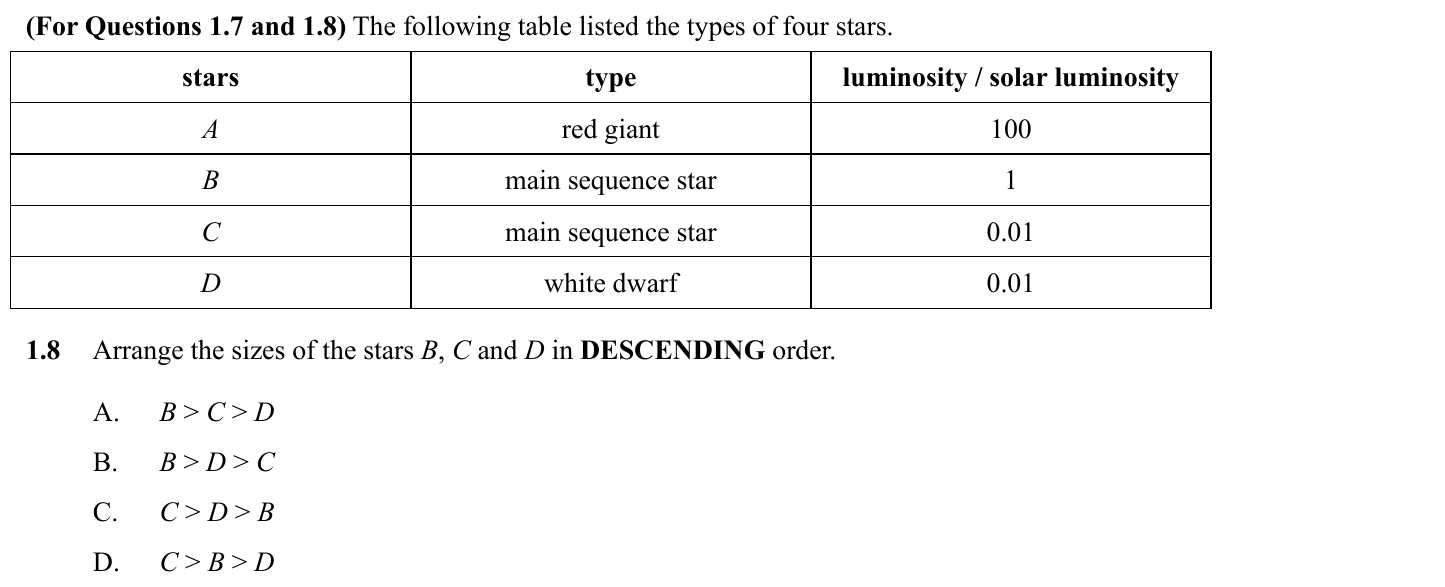 (For Questions 1.7 and 1.8) The following table listed the types of four stars.
stars type luminosity / solar luminosity
A red giant 100
B main sequence star 1
C main sequence star 0.01
D white dwarf 0.01
1.8 Arrange the sizes of the stars B, C and D in DESCENDING order.
A. B > C > D
B. B > D > C
C. C > D > B
D. C > B > D